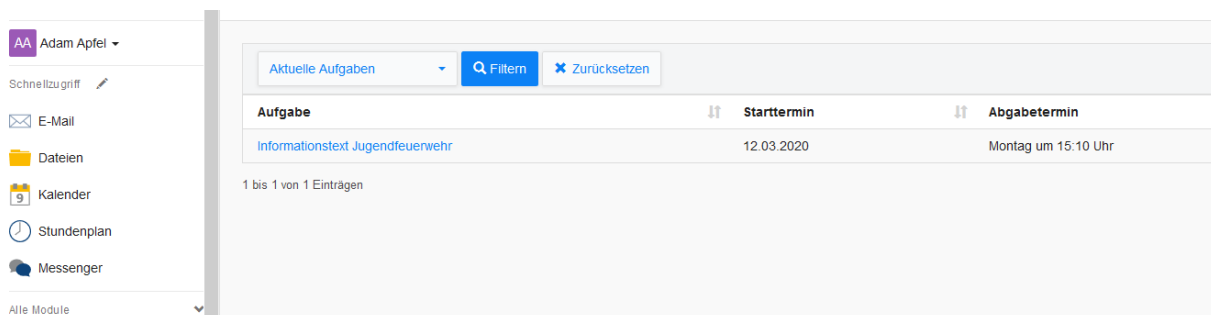 AA Adam Apfel
Schnellzugriff
E-Mail
Dateien
9 Kalender
Stundenplan
Messenger
Alle Module
Aktuelle Aufgaben Filtern Zurücksetzen
Aufgabe Starttermin Abgabetermin
Informationstext Jugendfeuerwehr 12.03.2020 Montag um 15:10 Uhr
1 bis 1 von 1 Einträgen